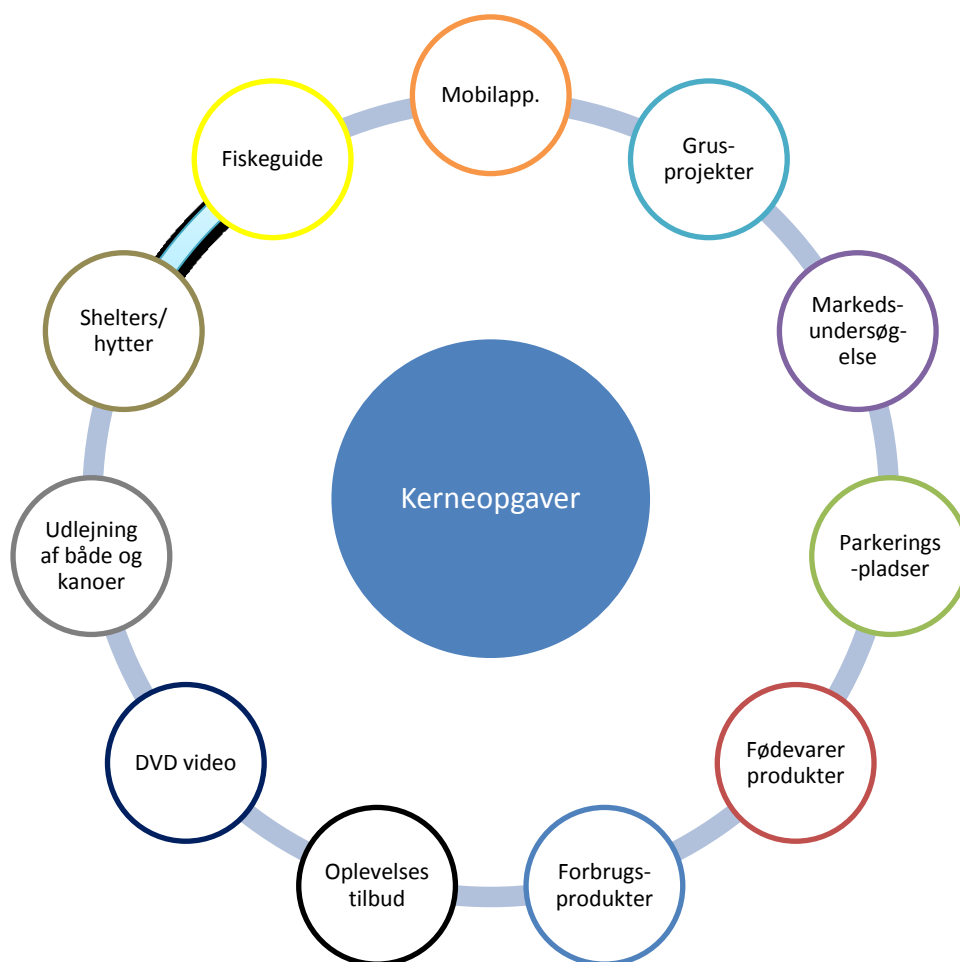 Mobilapp.
Grus-
projekter
Markeds-
undersøg-
else
Parkerings
-pladser
Fødevarer
produkter
Forbrugs-
produkter
Oplevelses
tilbud
DVD video
Udlejning
af både og
kanoer
Shelters/
hytter
Fiskeguide
Kerneopgaver